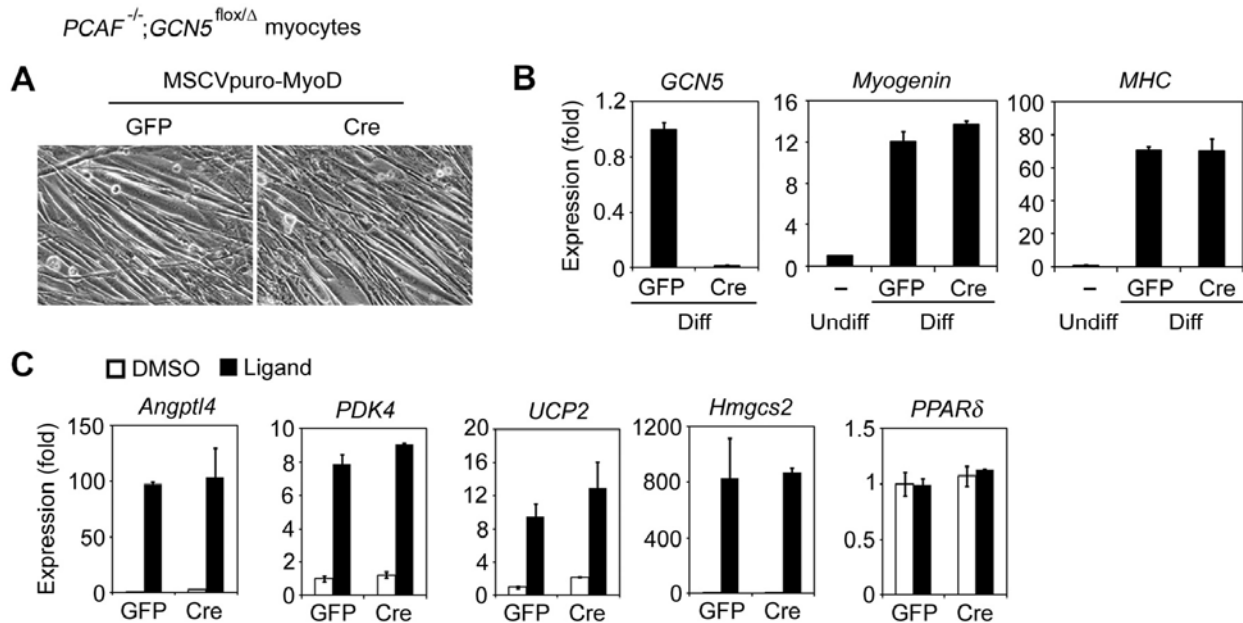 PCAF-/-;GCN5flox/Δ myocytes
A
MSCVpuro-MyoD
GFP Cre
B
GCN5 Myogenin MHC
Expression (fold)
1.2
0.8
0.4
0
GFP Cre
Diff
16
12
8
4
0
– GFP Cre
Undiff Diff
100
80
60
40
20
0
– GFP Cre
Undiff Diff
C
DMSO Ligand
Angptl4 PDK4 UCP2 Hmgcs2 PPARδ
Expression (fold)
150
100
50
0
GFP Cre
10
8
6
4
2
0
GFP Cre
20
16
12
8
4
0
GFP Cre
1200
800
400
0
GFP Cre
1.5
1
0.5
GFP Cre